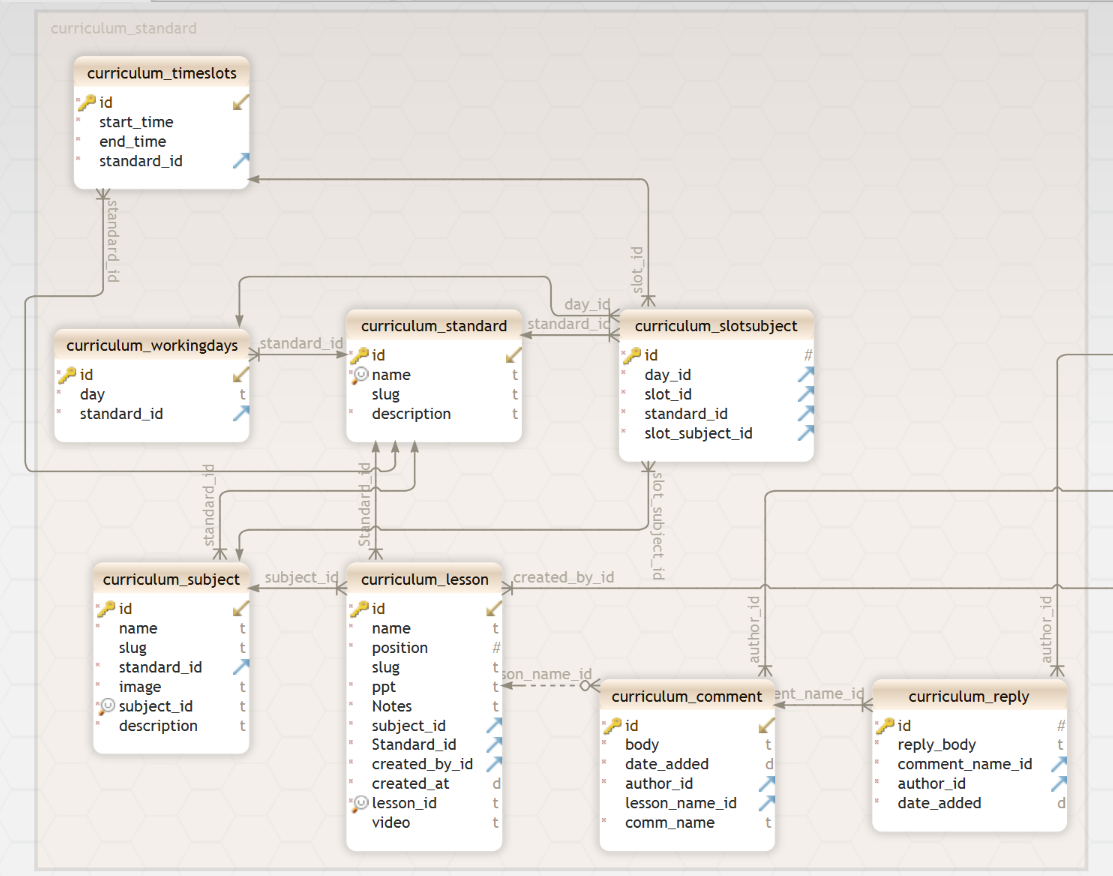 curriculum_standard
curriculum_timeslots
id
start_time
end_time
standard_id
standard_id
slot_id
day_id
standard_id
standard_id
curriculum_workingdays
id
day t
standard_id
curriculum_standard
id
name t
slug t
description t
curriculum_slotsubject
id #
day_id
slot_id
standard_id
slot_subject_id
standard_id
Standard_id
slot_subject_id
subject_id
created_by_id
curriculum_subject
id
name t
slug t
standard_id
image t
subject_id t
description t
curriculum_lesson
id
name t
position #
slug t
ppt t
Notes t
subject_id
Standard_id
created_by_id
created_at d
lesson_id t
video t
son_name_id
author_id
author_id
ent_name_id
curriculum_comment
id
body t
date_added d
author_id
lesson_name_id
comm_name t
curriculum_reply
id #
reply_body t
comment_name_id
author_id
date_added d